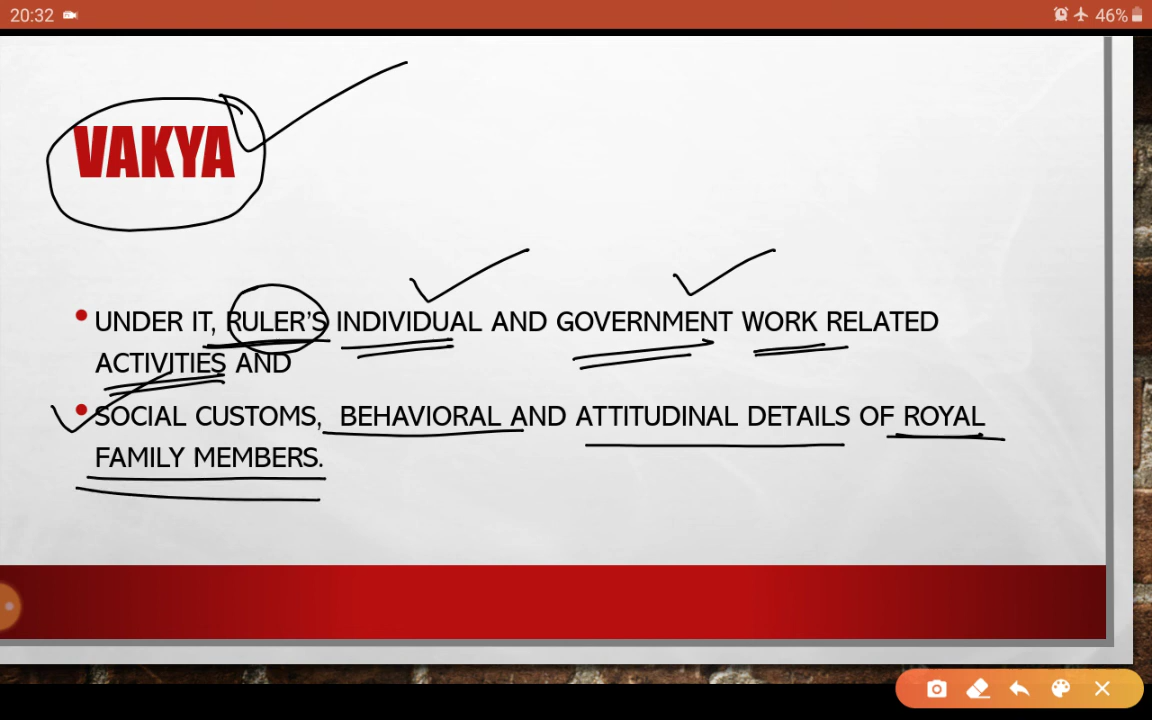 20:32
46%
VAKYA
• UNDER IT, RULER'S INDIVIDUAL AND GOVERNMENT WORK RELATED
ACTIVITIES AND
• SOCIAL CUSTOMS, BEHAVIORAL AND ATTITUDINAL DETAILS OF ROYAL
FAMILY MEMBERS.